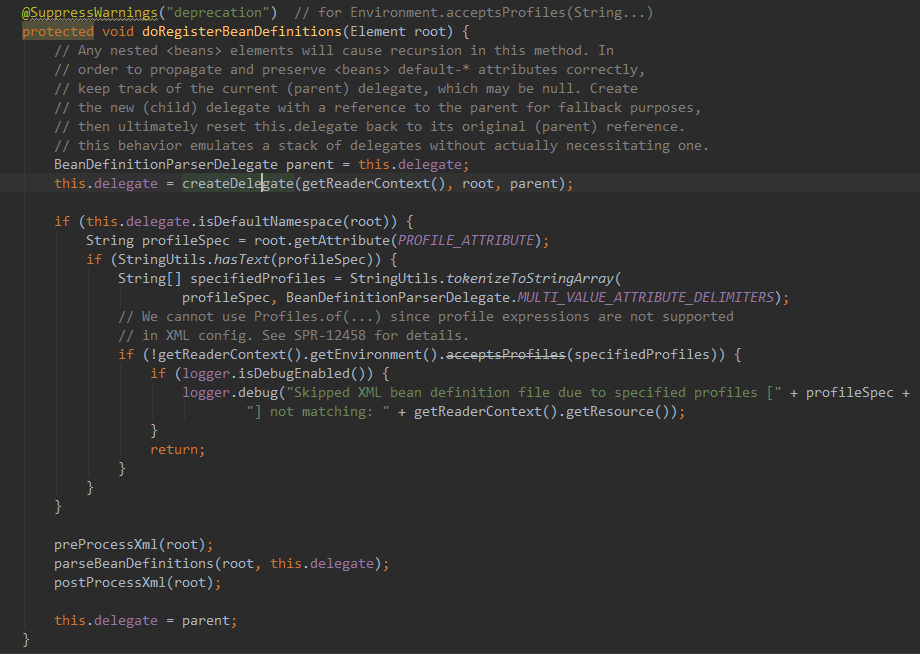 @SuppressWarnings("deprecation")  // for Environment.acceptsProfiles(String...)
protected void doRegisterBeanDefinitions(Element root) {
    // Any nested <beans> elements will cause recursion in this method. In
    // order to propagate and preserve <beans> default-* attributes correctly,
    // keep track of the current (parent) delegate, which may be null. Create
    // the new (child) delegate with a reference to the parent for fallback purposes,
    // then ultimately reset this.delegate back to its original (parent) reference.
    // this behavior emulates a stack of delegates without actually necessitating one.
    BeanDefinitionParserDelegate parent = this.delegate;
    this.delegate = createDelegate(getReaderContext(), root, parent);
    if (this.delegate.isDefaultNamespace(root)) {
        String profileSpec = root.getAttribute(PROFILE_ATTRIBUTE);
        if (StringUtils.hasText(profileSpec)) {
            String[] specifiedProfiles = StringUtils.tokenizeToStringArray(
                    profileSpec, BeanDefinitionParserDelegate.MULTI_VALUE_ATTRIBUTE_DELIMITERS);
            // We cannot use Profiles.of(...) since profile expressions are not supported
            // in XML config. See SPR-12458 for details.
            if (!getReaderContext().getEnvironment().acceptsProfiles(specifiedProfiles)) {
                if (logger.isDebugEnabled()) {
                    logger.debug("Skipped XML bean definition file due to specified profiles [" + profileSpec +
                            "] not matching: " + getReaderContext().getResource());
                }
                return;
            }
        }
    }
    preProcessXml(root);
    parseBeanDefinitions(root, this.delegate);
    postProcessXml(root);
    this.delegate = parent;
}